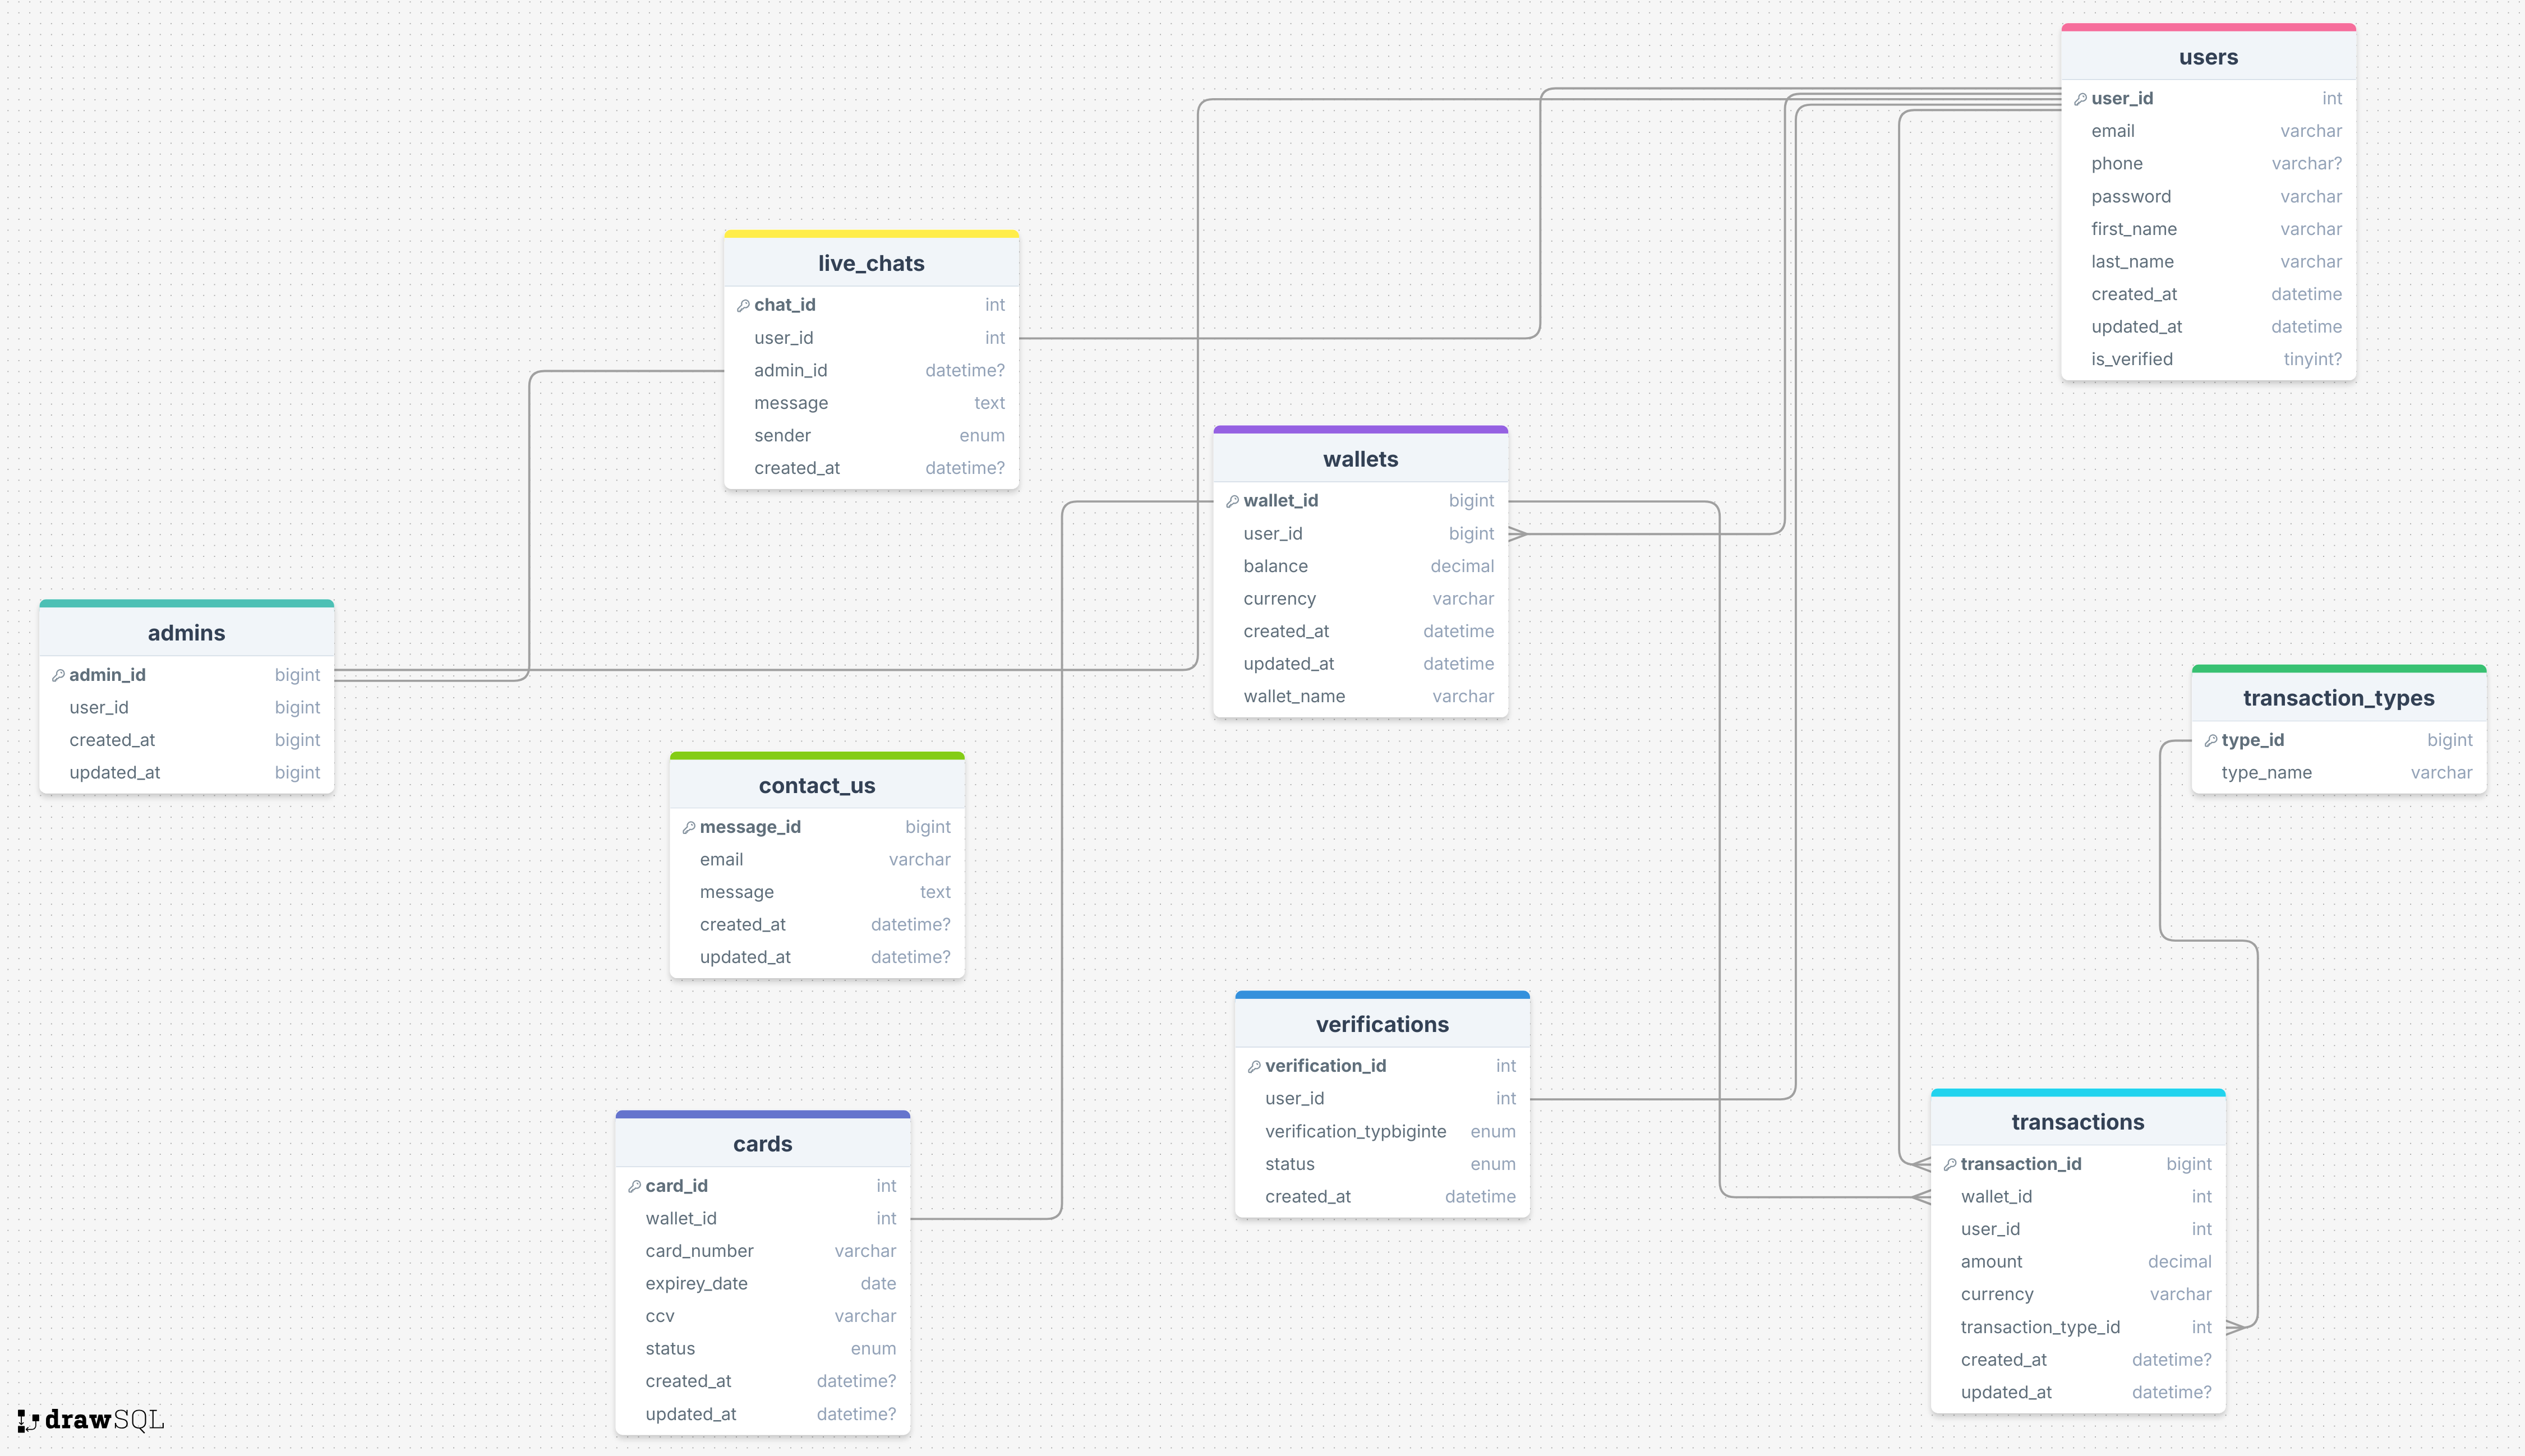 users
user_id int
email varchar
phone varchar?
password varchar
first_name varchar
last_name varchar
created_at datetime
updated_at datetime
is_verified tinyint?
live_chats
chat_id int
user_id int
admin_id datetime?
message text
sender enum
created_at datetime?
wallets
wallet_id bigint
user_id bigint
balance decimal
currency varchar
created_at datetime
updated_at datetime
wallet_name varchar
admins
admin_id bigint
user_id bigint
created_at bigint
updated_at bigint
transaction_types
type_id bigint
type_name varchar
contact_us
message_id bigint
email varchar
message text
created_at datetime?
updated_at datetime?
verifications
verification_id int
user_id int
verification_typbiginte enum
status enum
created_at datetime
transactions
transaction_id bigint
wallet_id int
user_id int
amount decimal
currency varchar
transaction_type_id int
created_at datetime?
updated_at datetime?
cards
card_id int
wallet_id int
card_number varchar
expirey_date date
ccv varchar
status enum
created_at datetime?
updated_at datetime?
drawSQL